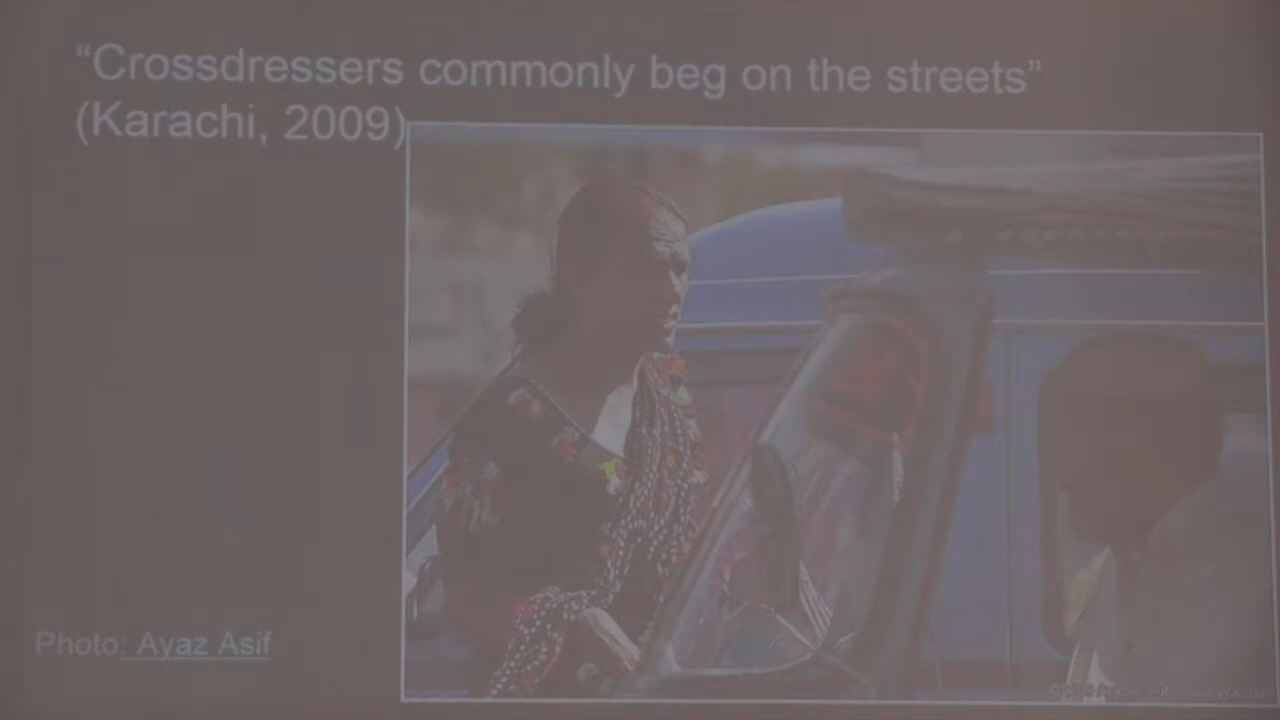 “Crossdressers commonly beg on the streets”
(Karachi, 2009)
Photo: Ayaz Asif